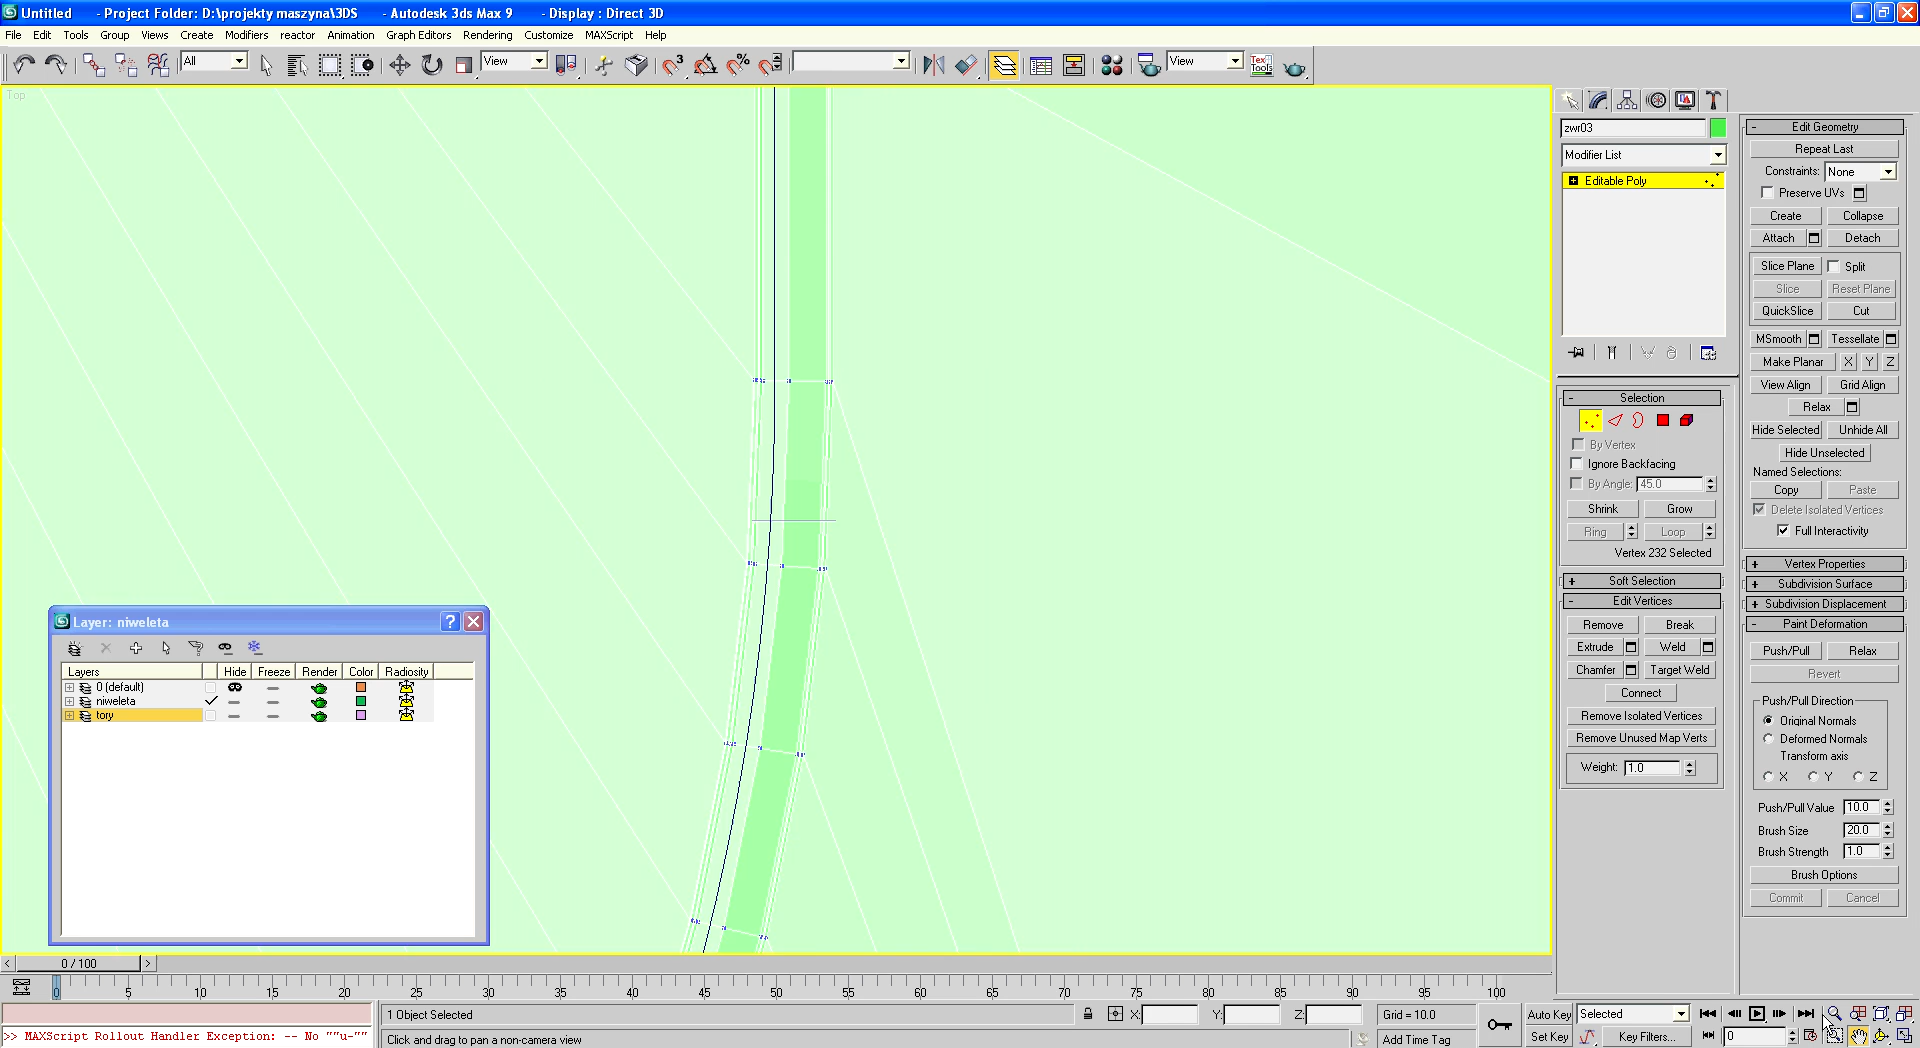 Untitled - Project Folder: D:\projekty maszyna\3DS - Autodesk 3ds Max 9 - Display : Direct 3D
File Edit Tools Group Views Create Modifiers reactor Animation Graph Editors Rendering Customize MAXScript Help
All View View Tex Tools
Top
zwr03
Modifier List
Editable Poly
- Selection
By Vertex
Ignore Backfacing
By Angle: 45.0
Shrink Grow
Ring Loop
Vertex 232 Selected
+ Soft Selection
- Edit Vertices
Remove Break
Extrude Weld
Chamfer Target Weld
Connect
Remove Isolated Vertices
Remove Unused Map Verts
Weight: 1.0
- Edit Geometry
Repeat Last
Constraints: None
Preserve UVs
Create Collapse
Attach Detach
Slice Plane Split
Slice Reset Plane
QuickSlice Cut
MSmooth Tessellate
Make Planar X Y Z
View Align Grid Align
Relax
Hide Selected Unhide All
Hide Unselected
Named Selections:
Copy Paste
Delete Isolated Vertices
Full Interactivity
+ Vertex Properties
+ Subdivision Surface
+ Subdivision Displacement
- Paint Deformation
Push/Pull Relax
Revert
Push/Pull Direction
Original Normals
Deformed Normals
Transform axis
X Y Z
Push/Pull Value 10.0
Brush Size 20.0
Brush Strength 1.0
Brush Options
Commit Cancel
Layer: niweleta
Layers Hide Freeze Render Color Radiosity
0 (default)
niweleta
tory
< 0 / 100 >
0 5 10 15 20 25 30 35 40 45 50 55 60 65 70 75 80 85 90 95 100
1 Object Selected X: Y: Z: Grid = 10.0 Auto Key Selected
>> MAXScript Rollout Handler Exception: -- No ""u-""
Click and drag to pan a non-camera view Add Time Tag Set Key Key Filters... 0